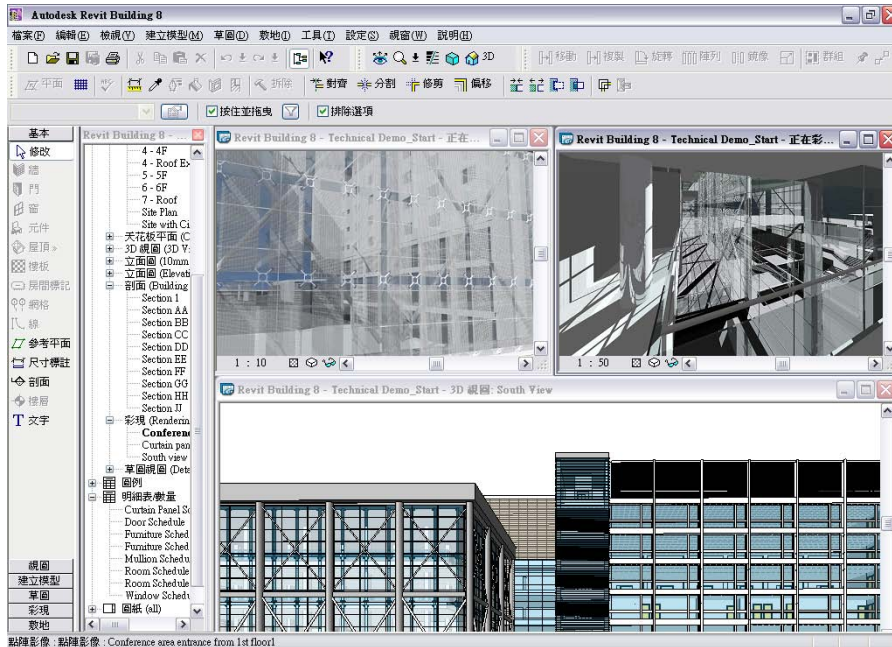 Autodesk Revit Building 8
檔案(F) 編輯(E) 檢視(V) 建立模型(M) 草圖(D) 敷地(I) 工具(T) 設定(S) 視窗(W) 說明(H)
3D 移動 複製 旋轉 陣列 鏡像 群組
平面 拆除 對齊 分割 修剪 偏移
按住並拖曳 排除選項
基本
修改
牆
門
窗
元件
屋頂 »
樓板
房間標記
網格
線
參考平面
尺寸標註
剖面
樓層
T 文字
視圖
建立模型
草圖
彩現
敷地
Revit Building 8 - ...
4 - 4F
4 - Roof Ex
5 - 5F
6 - 6F
7 - Roof
Site Plan
Site with Ci
天花板平面 (C
3D 視圖 (3D V
立面圖 (10mm
立面圖 (Elevati
剖面 (Building
Section 1
Section AA
Section BB
Section CC
Section DD
Section EE
Section FF
Section GG
Section HH
Section JJ
彩現 (Renderin
Conferenc
Curtain pan
South view
草圖視圖 (Deta
圖例
明細表/數量
Curtain Panel Sc
Door Schedule
Furniture Sched
Furniture Sched
Mullion Schedu
Room Schedule
Room Schedule
Window Schedu
圖紙 (all)
Revit Building 8 - Technical Demo_Start - 正在...
1 : 10
Revit Building 8 - Technical Demo_Start - 正在彩...
1 : 50
Revit Building 8 - Technical Demo_Start - 3D 視圖: South View
點陣影像 : 點陣影像 : Conference area entrance from 1st floor1